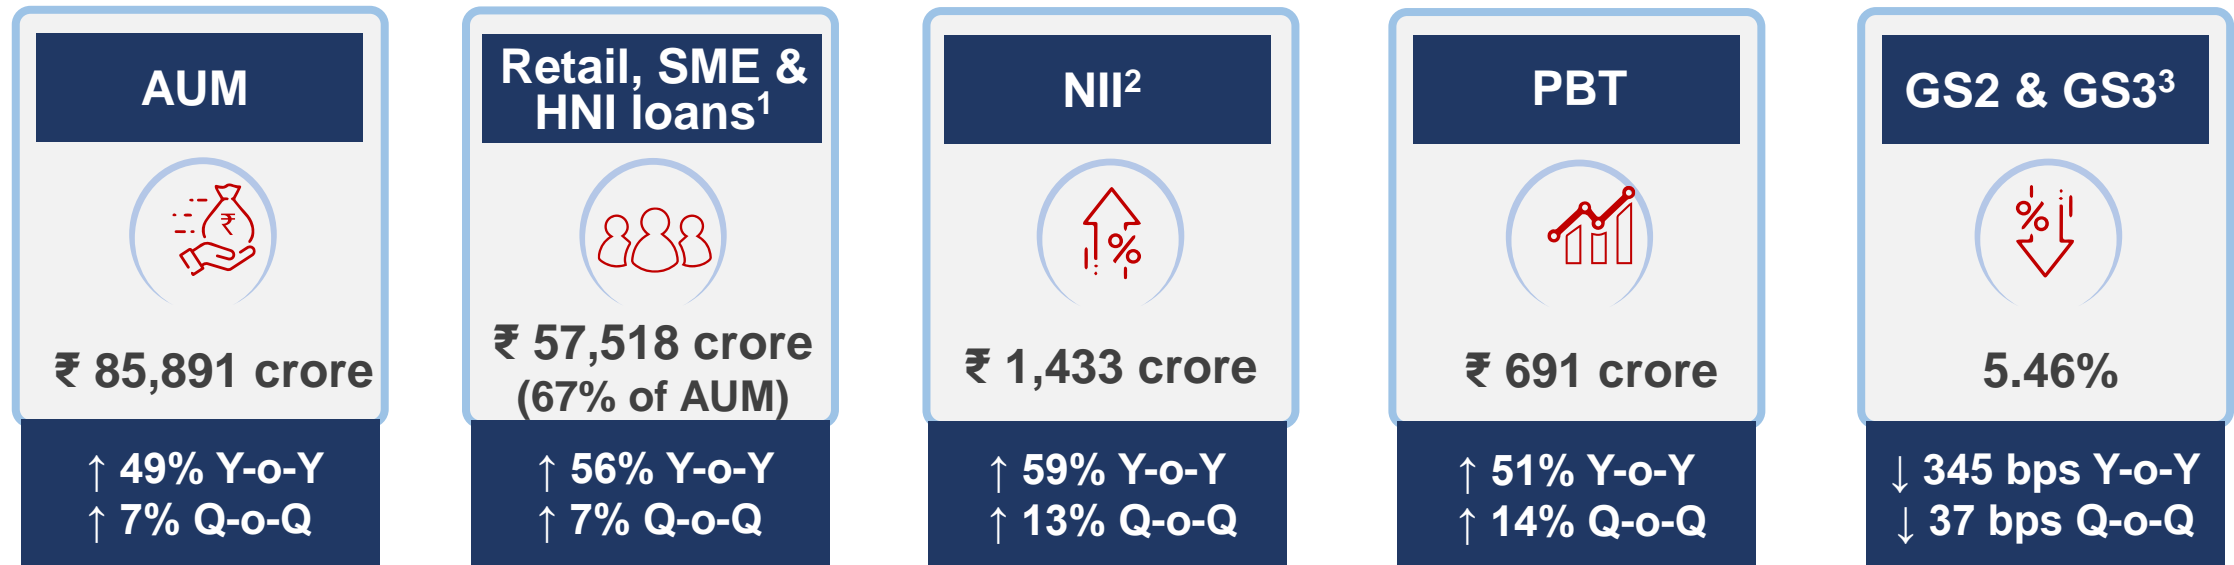 AUM
₹ 85,891 crore
↑ 49% Y-o-Y
↑ 7% Q-o-Q
Retail, SME &
HNI loans¹
₹ 57,518 crore
(67% of AUM)
↑ 56% Y-o-Y
↑ 7% Q-o-Q
NII²
%
₹ 1,433 crore
↑ 59% Y-o-Y
↑ 13% Q-o-Q
PBT
₹ 691 crore
↑ 51% Y-o-Y
↑ 14% Q-o-Q
GS2 & GS3³
%
5.46%
↓ 345 bps Y-o-Y
↓ 37 bps Q-o-Q